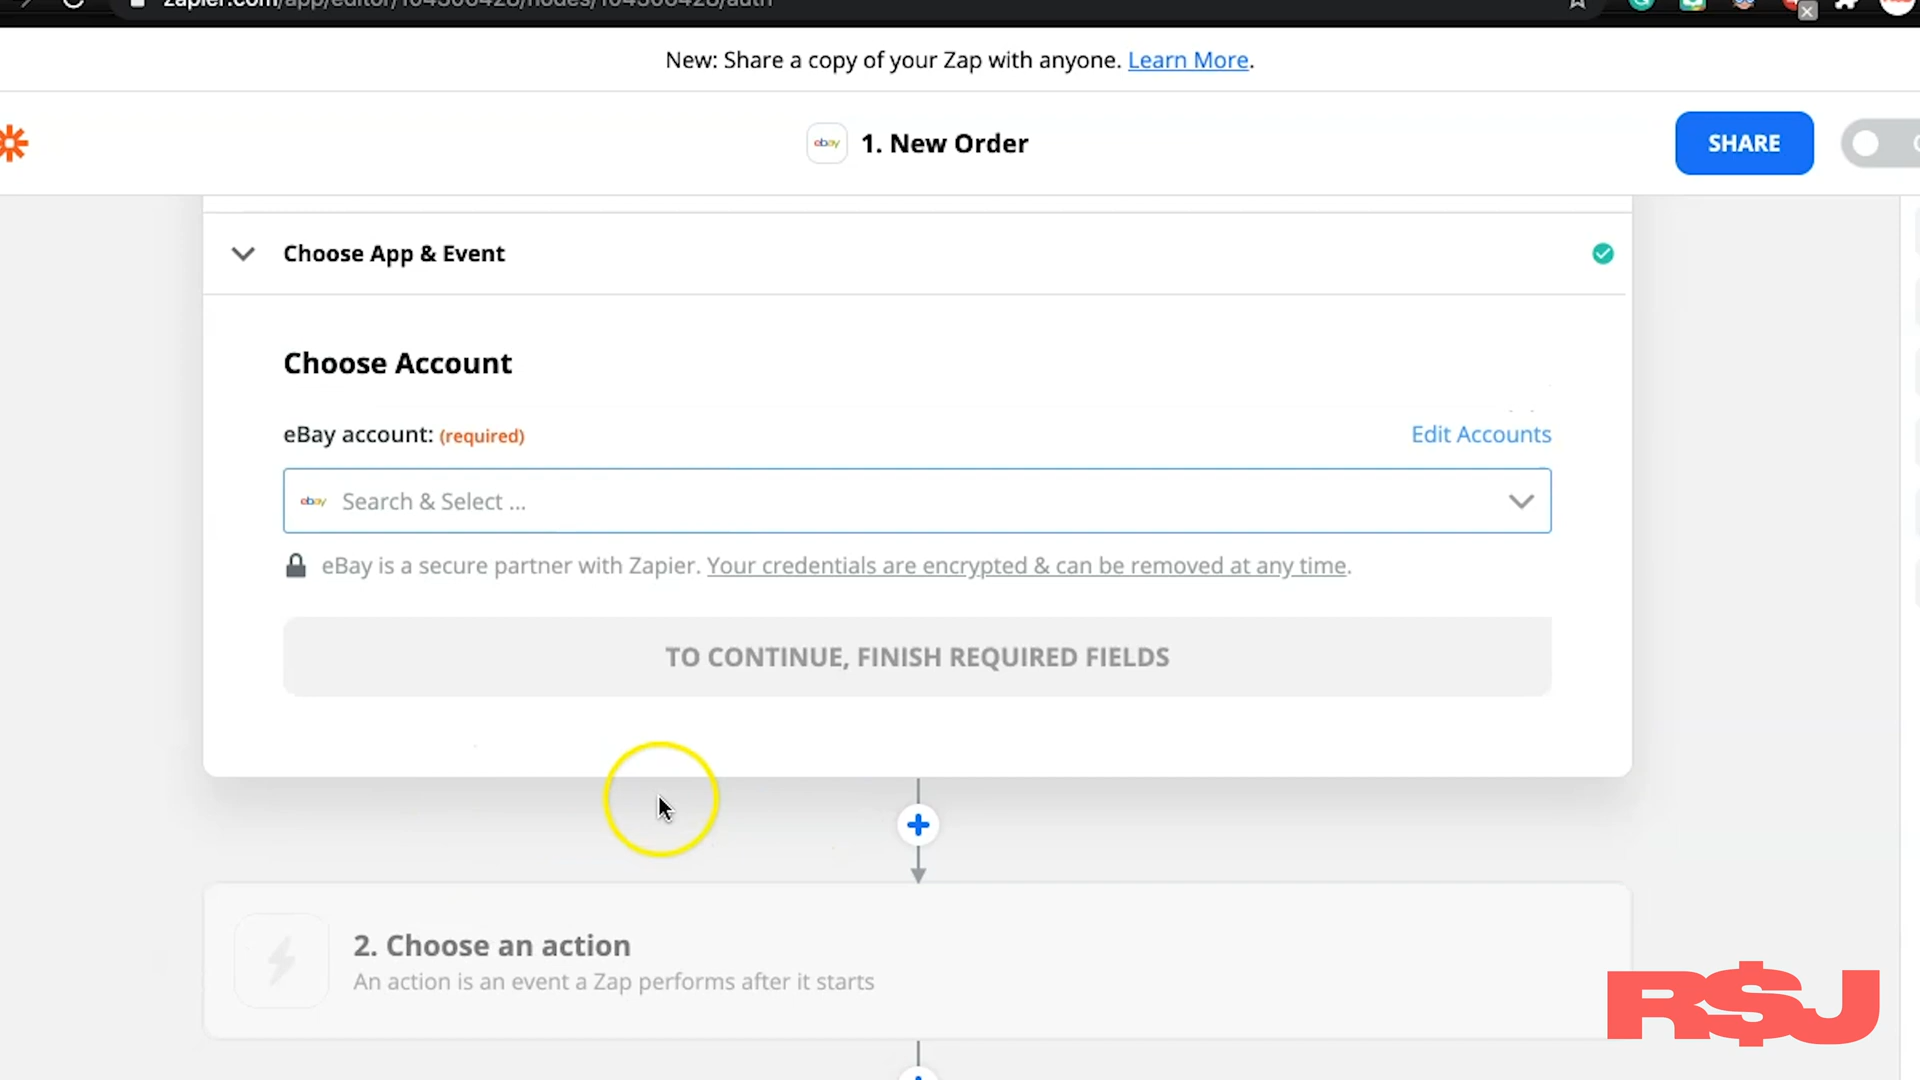 New: Share a copy of your Zap with anyone. Learn More.
ebay 1. New Order
SHARE
Choose App & Event
Choose Account
eBay account: (required)
Edit Accounts
ebay Search & Select ...
eBay is a secure partner with Zapier. Your credentials are encrypted & can be removed at any time.
TO CONTINUE, FINISH REQUIRED FIELDS
2. Choose an action
An action is an event a Zap performs after it starts
R$J